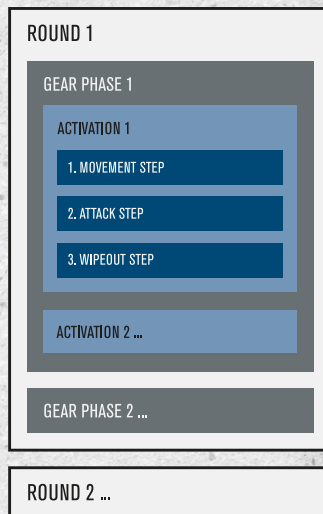 ROUND 1
GEAR PHASE 1
ACTIVATION 1
1. MOVEMENT STEP
2. ATTACK STEP
3. WIPEOUT STEP
ACTIVATION 2 ...
GEAR PHASE 2 ...
ROUND 2 ...